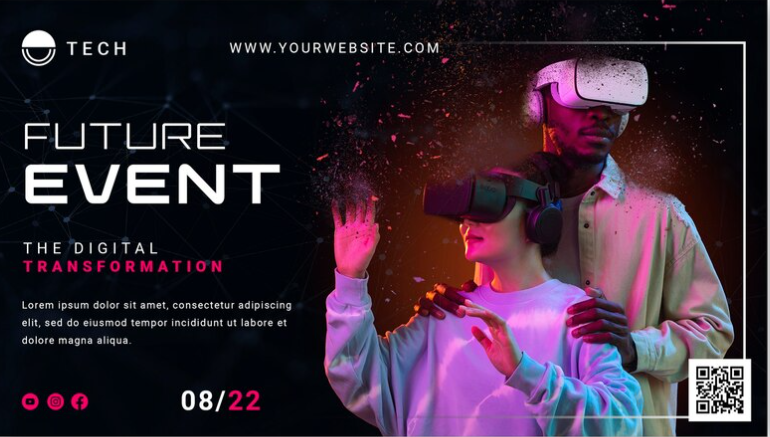 TECH
WWW.YOURWEBSITE.COM
FUTURE
EVENT
THE DIGITAL
TRANSFORMATION
Lorem ipsum dolor sit amet, consectetur adipiscing
elit, sed do eiusmod tempor incididunt ut labore et
dolore magna aliqua.
08/22